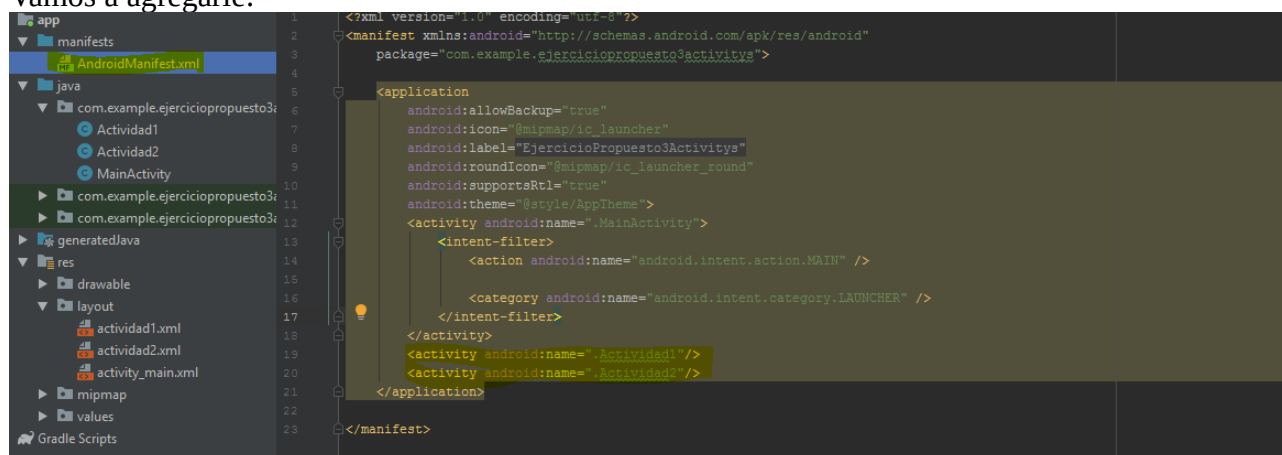 vamos a agregarle:
app
manifests
AndroidManifest.xml
java
com.example.ejerciciopropuesto3a
Actividad1
Actividad2
MainActivity
com.example.ejerciciopropuesto3a
com.example.ejerciciopropuesto3a
generatedJava
res
drawable
layout
actividad1.xml
actividad2.xml
activity_main.xml
mipmap
values
Gradle Scripts
1 <?xml version="1.0" encoding="utf-8"?>
2 <manifest xmlns:android="http://schemas.android.com/apk/res/android"
3 package="com.example.ejerciciopropuesto3activitys">
4
5 <application
6 android:allowBackup="true"
7 android:icon="@mipmap/ic_launcher"
8 android:label="EjercicioPropuesto3Activitys"
9 android:roundIcon="@mipmap/ic_launcher_round"
10 android:supportsRtl="true"
11 android:theme="@style/AppTheme">
12 <activity android:name=".MainActivity">
13 <intent-filter>
14 <action android:name="android.intent.action.MAIN" />
15
16 <category android:name="android.intent.category.LAUNCHER" />
17 </intent-filter>
18 </activity>
19 <activity android:name=".Actividad1"/>
20 <activity android:name=".Actividad2"/>
21 </application>
22
23 </manifest>